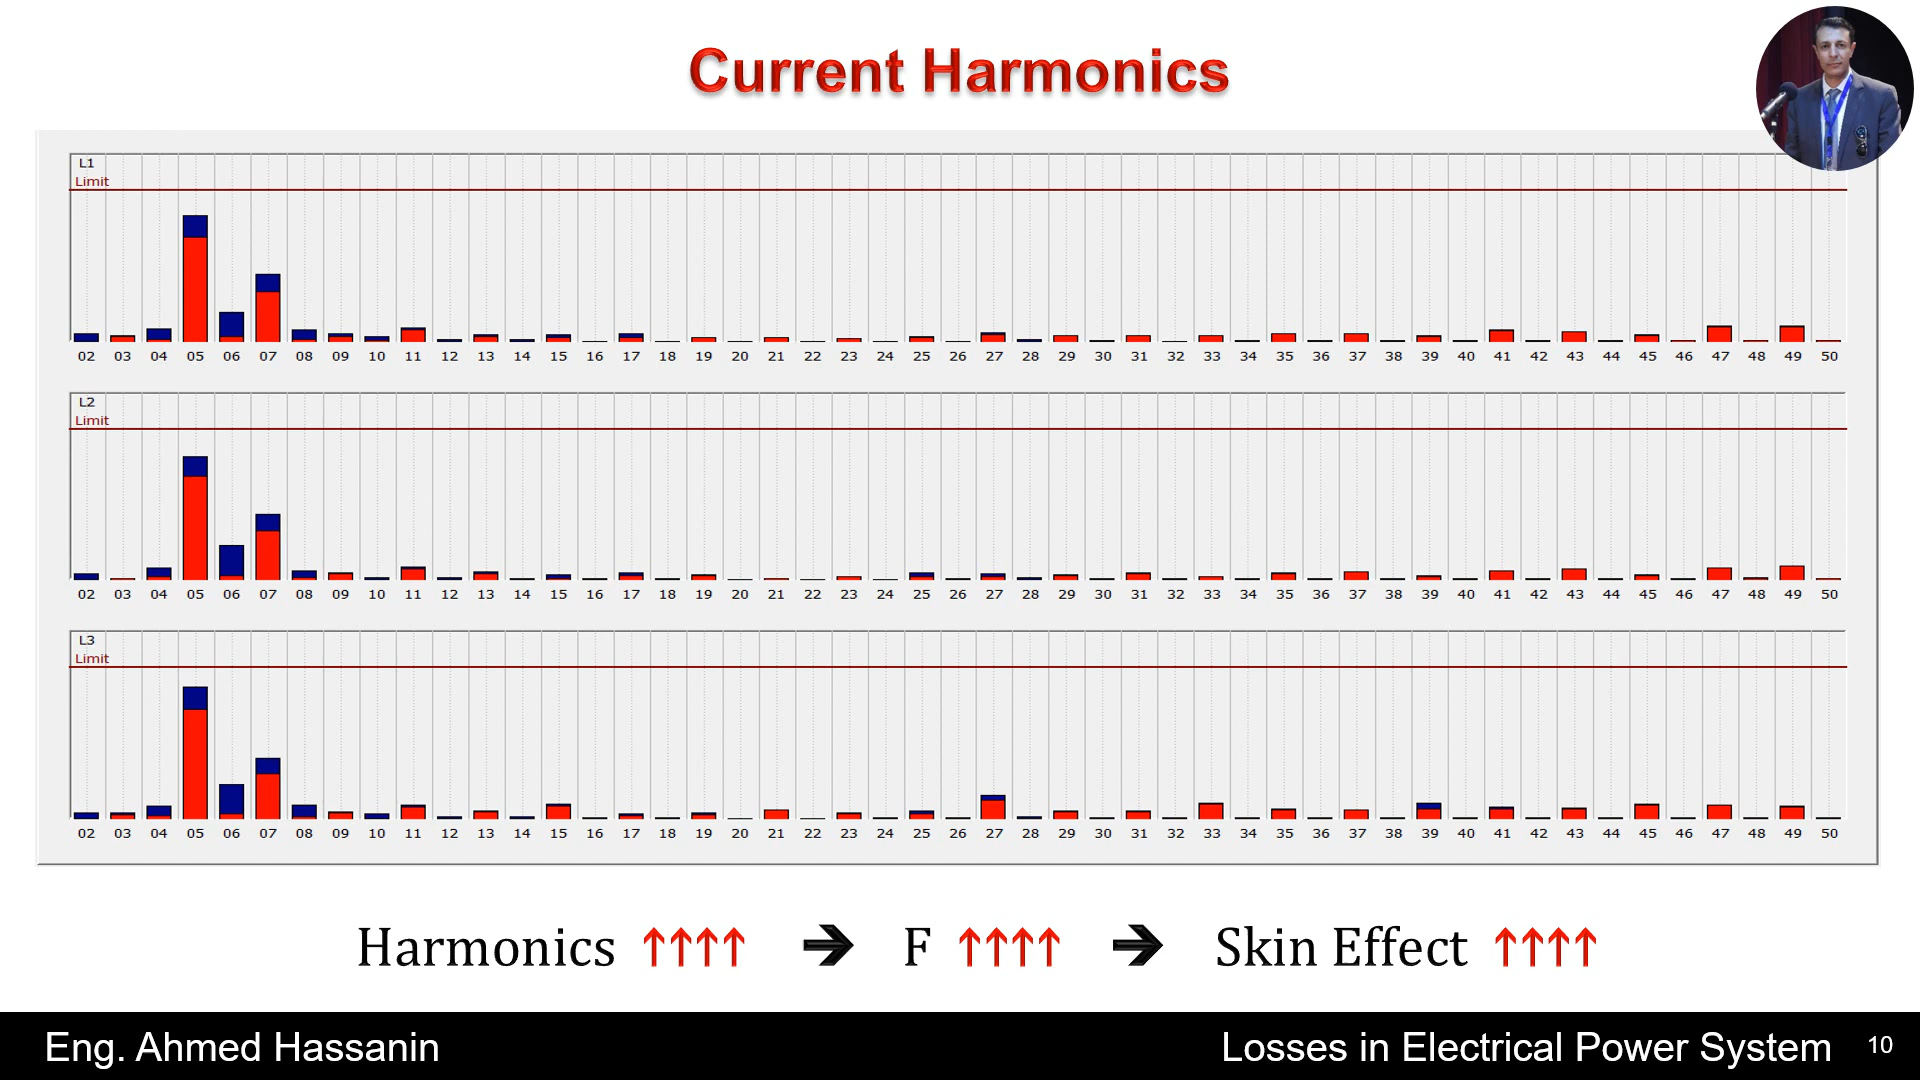 Current Harmonics
L1
Limit
02 03 04 05 06 07 08 09 10 11 12 13 14 15 16 17 18 19 20 21 22 23 24 25 26 27 28 29 30 31 32 33 34 35 36 37 38 39 40 41 42 43 44 45 46 47 48 49 50
L2
Limit
02 03 04 05 06 07 08 09 10 11 12 13 14 15 16 17 18 19 20 21 22 23 24 25 26 27 28 29 30 31 32 33 34 35 36 37 38 39 40 41 42 43 44 45 46 47 48 49 50
L3
Limit
02 03 04 05 06 07 08 09 10 11 12 13 14 15 16 17 18 19 20 21 22 23 24 25 26 27 28 29 30 31 32 33 34 35 36 37 38 39 40 41 42 43 44 45 46 47 48 49 50
Harmonics ↑↑↑↑ ➔ F ↑↑↑↑ ➔ Skin Effect ↑↑↑↑
Eng. Ahmed Hassanin Losses in Electrical Power System 10